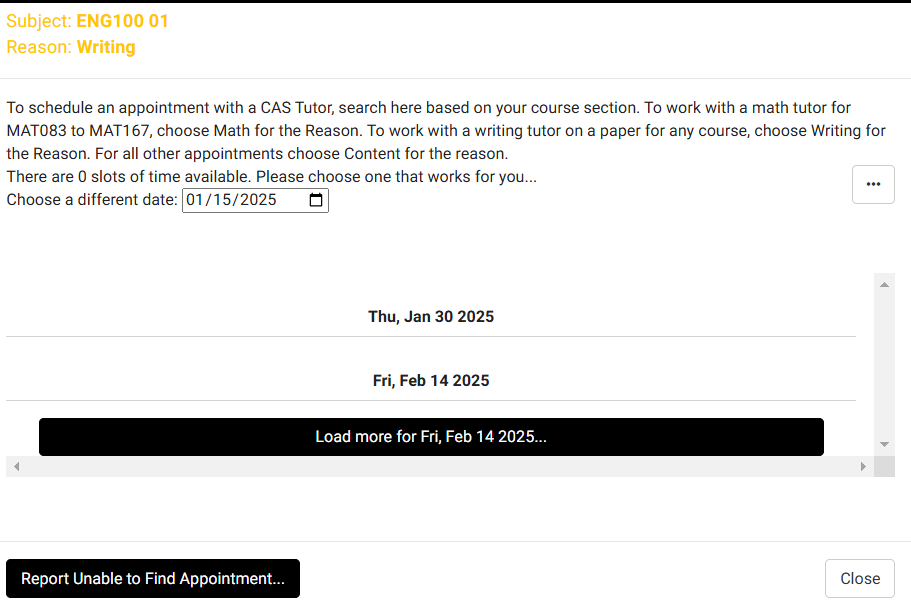 Subject: ENG100 01
Reason: Writing
To schedule an appointment with a CAS Tutor, search here based on your course section. To work with a math tutor for
MAT083 to MAT167, choose Math for the Reason. To work with a writing tutor on a paper for any course, choose Writing for
the Reason. For all other appointments choose Content for the reason.
There are 0 slots of time available. Please choose one that works for you...
Choose a different date: 01/15/2025
...
Thu, Jan 30 2025
Fri, Feb 14 2025
Load more for Fri, Feb 14 2025...
Report Unable to Find Appointment...
Close